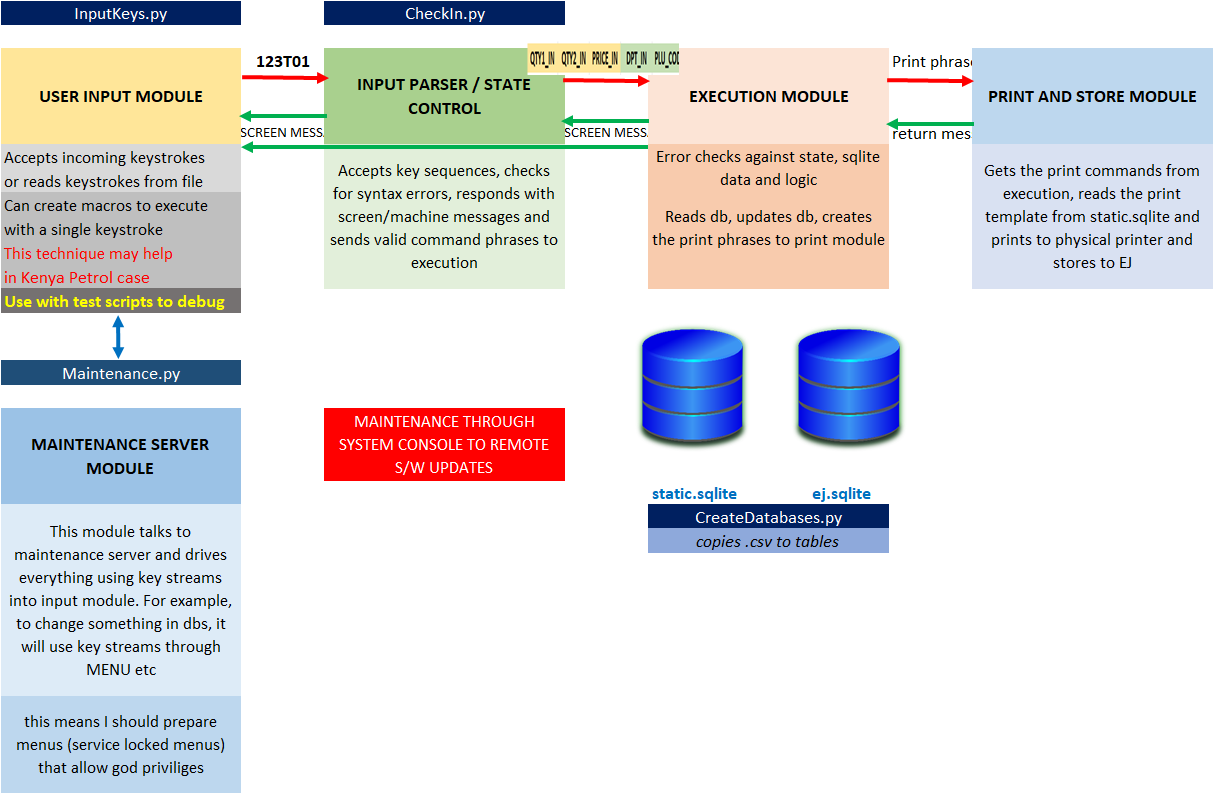 InputKeys.py
CheckIn.py
USER INPUT MODULE
123T01
INPUT PARSER / STATE
CONTROL
QTY1_IN QTY2_IN PRICE_IN DPT_IN PLU_COD
EXECUTION MODULE
Print phras
PRINT AND STORE MODULE
SCREEN MESS
SCREEN MESS
return mes
Accepts incoming keystrokes
or reads keystrokes from file
Can create macros to execute
with a single keystroke
This technique may help
in Kenya Petrol case
Use with test scripts to debug
Accepts key sequences, checks
for syntax errors, responds with
screen/machine messages and
sends valid command phrases to
execution
Error checks against state, sqlite
data and logic
Reads db, updates db, creates
the print phrases to print module
Gets the print commands from
execution, reads the print
template from static.sqlite and
prints to physical printer and
stores to EJ
Maintenance.py
MAINTENANCE SERVER
MODULE
This module talks to
maintenance server and drives
everything using key streams
into input module. For example,
to change something in dbs, it
will use key streams through
MENU etc
this means I should prepare
menus (service locked menus)
that allow god priviliges
MAINTENANCE THROUGH
SYSTEM CONSOLE TO REMOTE
S/W UPDATES
static.sqlite
ej.sqlite
CreateDatabases.py
copies .csv to tables